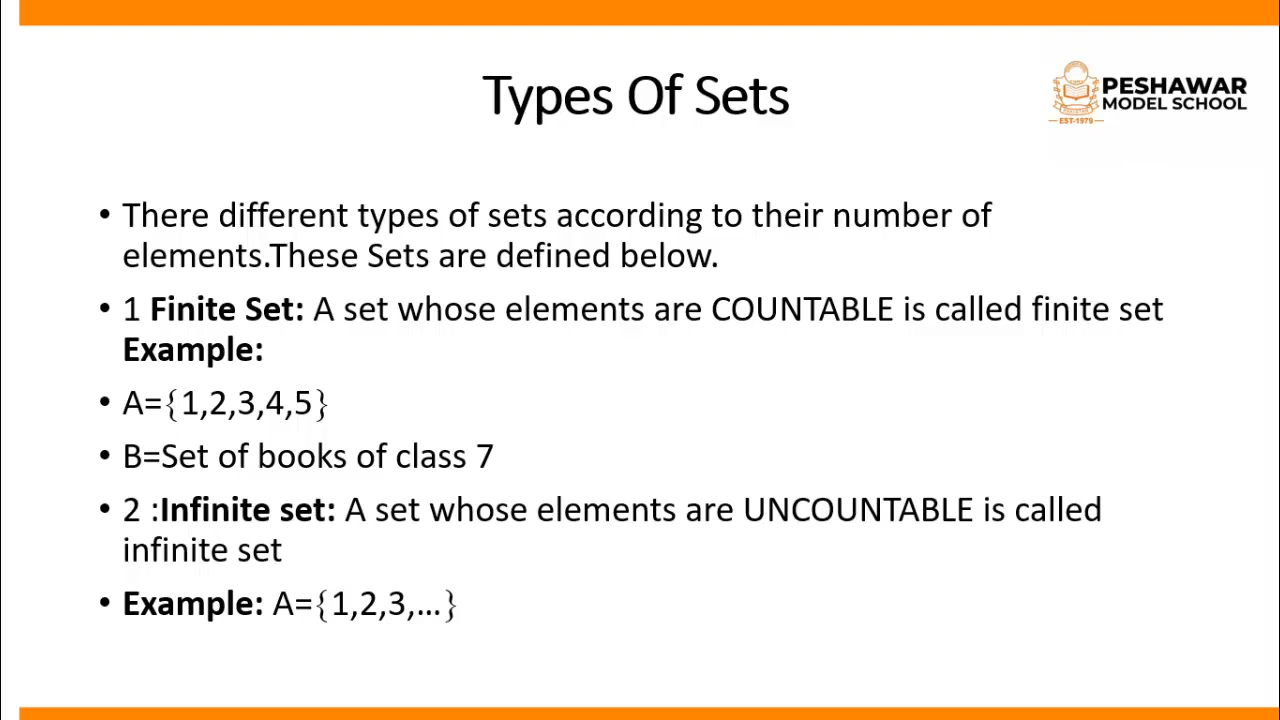 Types Of Sets
PESHAWAR
MODEL SCHOOL
EST-1979
• There different types of sets according to their number of
elements.These Sets are defined below.
• 1 Finite Set: A set whose elements are COUNTABLE is called finite set
Example:
• A={1,2,3,4,5}
• B=Set of books of class 7
• 2 :Infinite set: A set whose elements are UNCOUNTABLE is called
infinite set
• Example: A={1,2,3,...}